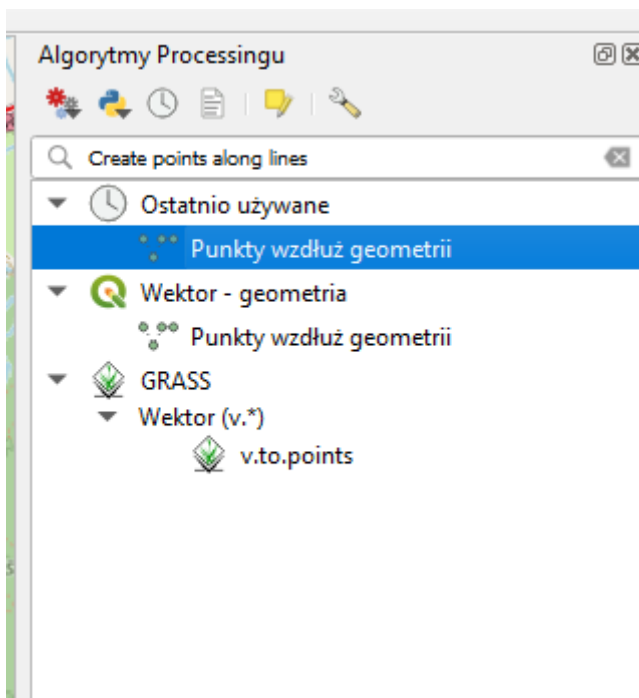 Algorytmy Processingu
Create points along lines
Ostatnio używane
Punkty wzdłuż geometrii
Wektor - geometria
Punkty wzdłuż geometrii
GRASS
Wektor (v.*)
v.to.points